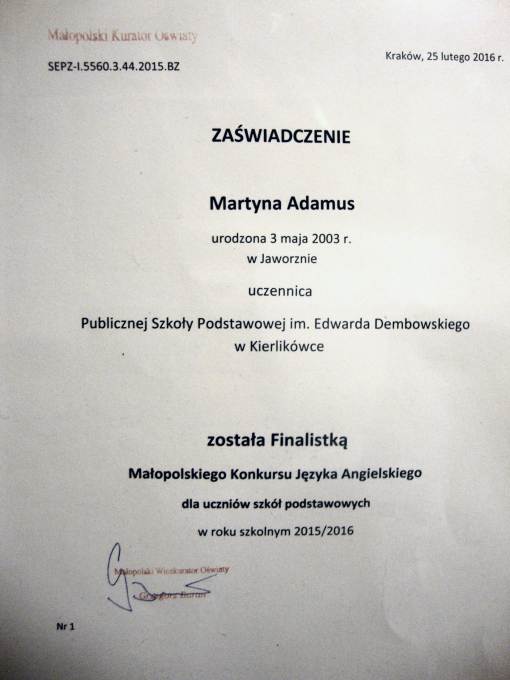 Małopolski Kurator Oświaty
Kraków, 25 lutego 2016 r.
SEPZ-I.5560.3.44.2015.BZ
ZAŚWIADCZENIE
Martyna Adamus
urodzona 3 maja 2003 r.
w Jaworznie
uczennica
Publicznej Szkoły Podstawowej im. Edwarda Dembowskiego
w Kierlikówce
została Finalistką
Małopolskiego Konkursu Języka Angielskiego
dla uczniów szkół podstawowych
w roku szkolnym 2015/2016
Małopolski Wicekurator Oświaty
Grzegorz Baran
Nr 1